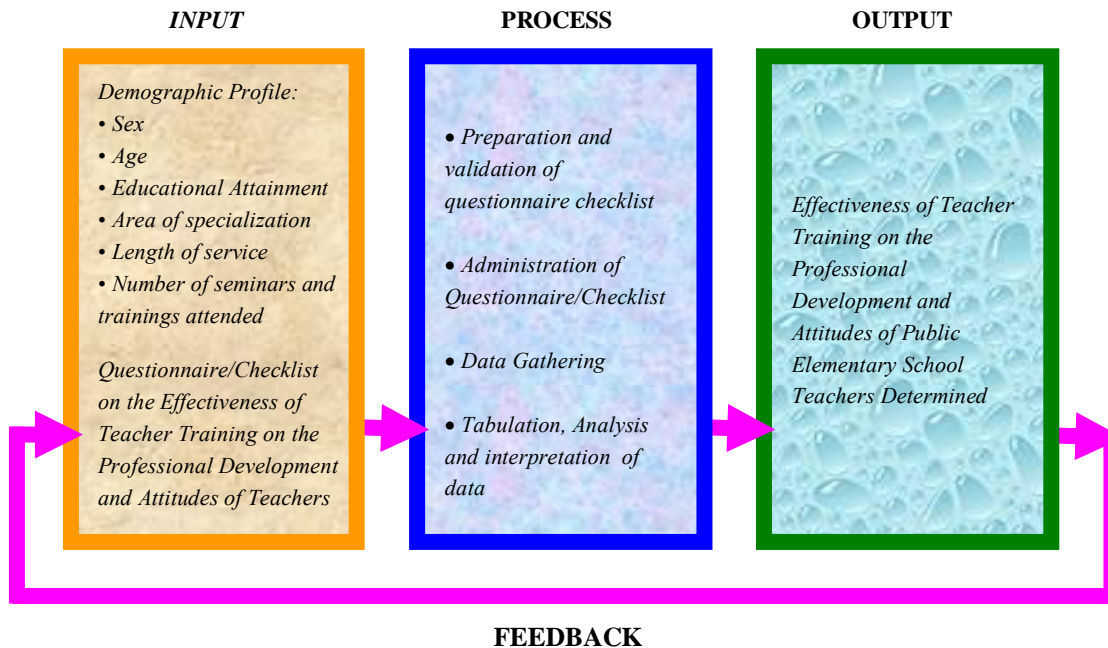 INPUT
PROCESS
OUTPUT
Demographic Profile:
• Sex
• Age
• Educational Attainment
• Area of specialization
• Length of service
• Number of seminars and
trainings attended
Questionnaire/Checklist
on the Effectiveness of
Teacher Training on the
Professional Development
and Attitudes of Teachers
• Preparation and
validation of
questionnaire checklist
• Administration of
Questionnaire/Checklist
• Data Gathering
• Tabulation, Analysis
and interpretation of
data
Effectiveness of Teacher
Training on the
Professional
Development and
Attitudes of Public
Elementary School
Teachers Determined
FEEDBACK